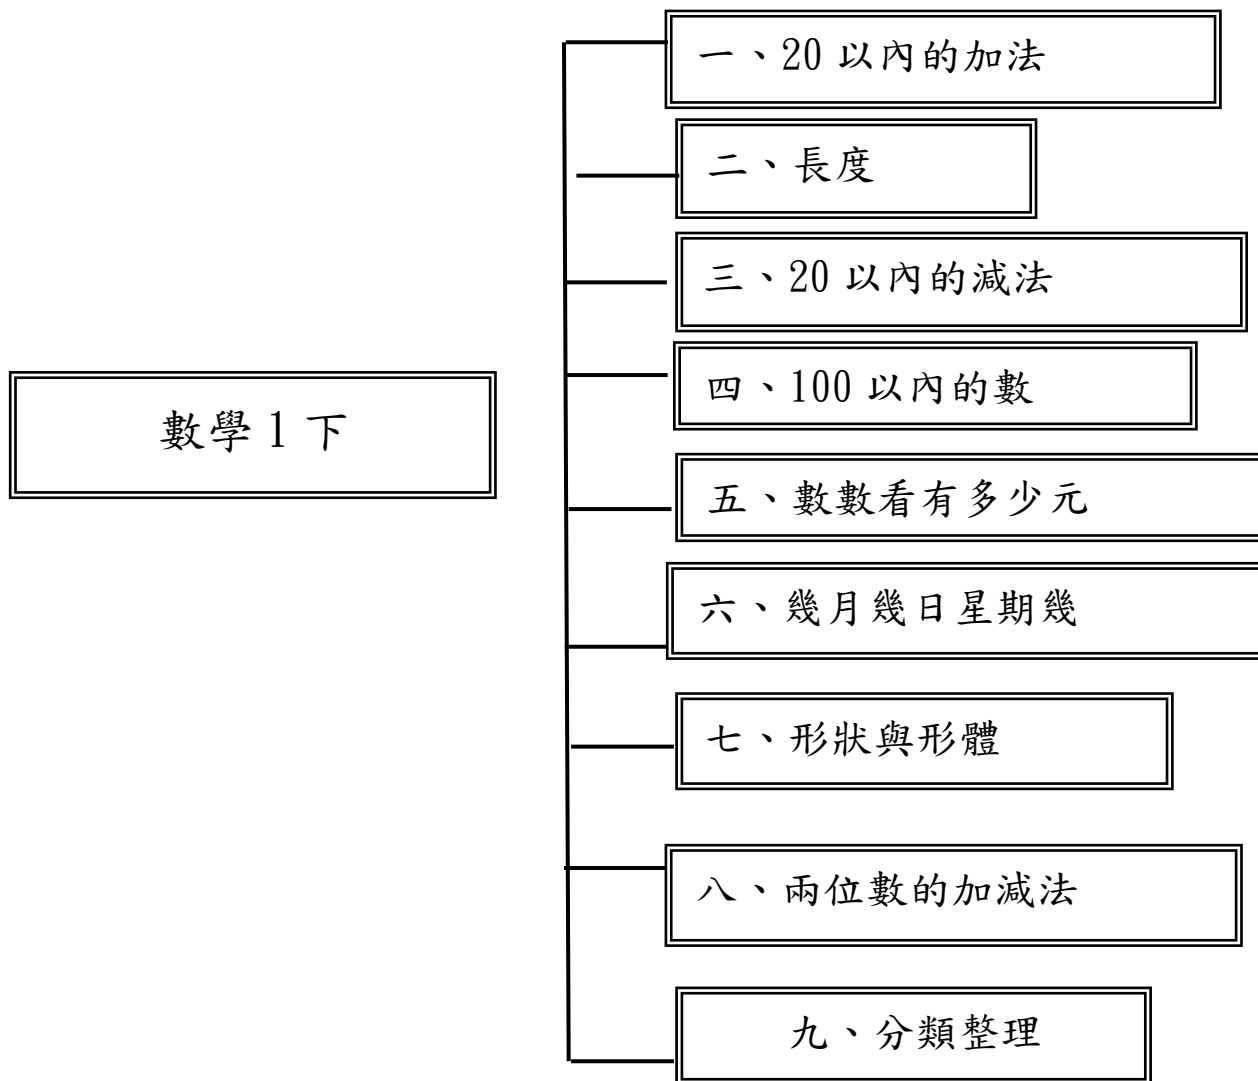 一、20 以內的加法
二、長度
三、20 以內的減法
四、100 以內的數
數學 1 下
五、數數看有多少元
六、幾月幾日星期幾
七、形狀與形體
八、兩位數的加減法
九、分類整理